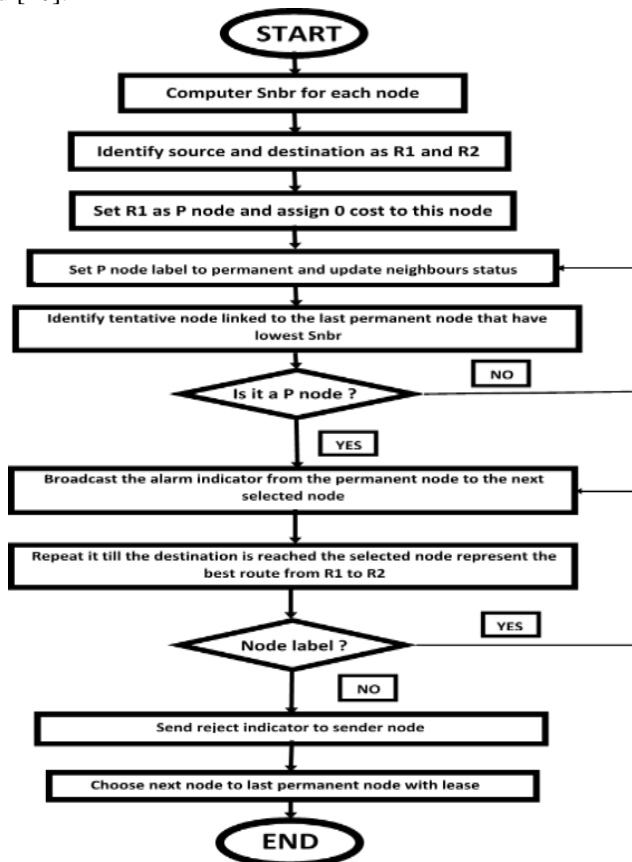 START
Computer Snbr for each node
Identify source and destination as R1 and R2
Set R1 as P node and assign 0 cost to this node
Set P node label to permanent and update neighbours status
Identify tentative node linked to the last permanent node that have
lowest Snbr
Is it a P node ?
NO
YES
Broadcast the alarm indicator from the permanent node to the next
selected node
Repeat it till the destination is reached the selected node represent the
best route from R1 to R2
Node label ?
YES
NO
Send reject indicator to sender node
Choose next node to last permanent node with lease
END